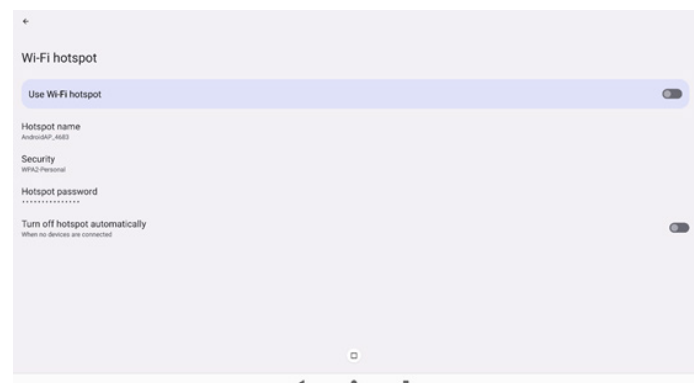 Wi-Fi hotspot
Use Wi-Fi hotspot
Hotspot name
AndroidAP_4683
Security
WPA2-Personal
Hotspot password
•••••••••••••••
Turn off hotspot automatically
When no devices are connected